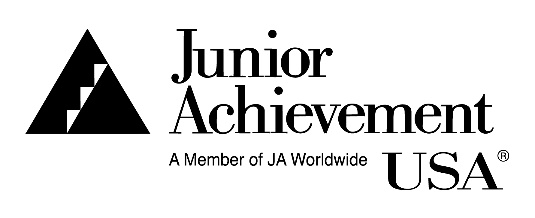 Junior
Achievement
A Member of JA Worldwide USA®